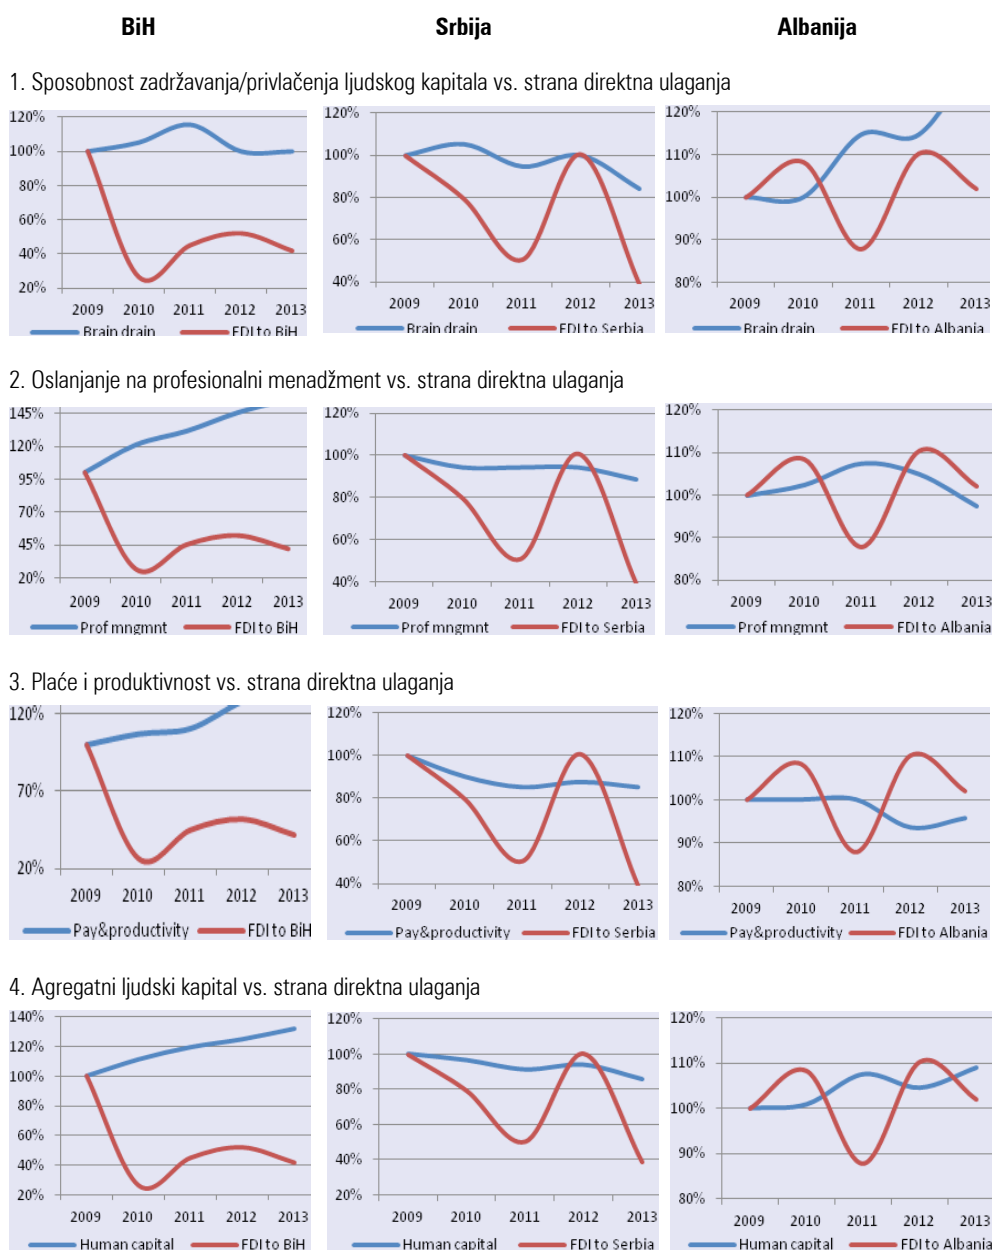 BiH Srbija Albanija
1. Sposobnost zadržavanja/privlačenja ljudskog kapitala vs. strana direktna ulaganja
120%
100%
80%
60%
40%
20%
2009 2010 2011 2012 2013
Brain drain FDI to BiH
120%
100%
80%
60%
40%
2009 2010 2011 2012 2013
Brain drain FDI to Serbia
120%
110%
100%
90%
80%
2009 2010 2011 2012 2013
Brain drain FDI to Albania
2. Oslanjanje na profesionalni menadžment vs. strana direktna ulaganja
145%
120%
95%
70%
45%
20%
2009 2010 2011 2012 2013
Prof mngmnt FDI to BiH
120%
100%
80%
60%
40%
2009 2010 2011 2012 2013
Prof mngmnt FDI to Serbia
120%
110%
100%
90%
80%
2009 2010 2011 2012 2013
Prof mngmnt FDI to Albania
3. Plaće i produktivnost vs. strana direktna ulaganja
120%
70%
20%
2009 2010 2011 2012 2013
Pay&productivity FDI to BiH
120%
100%
80%
60%
40%
2009 2010 2011 2012 2013
Pay&productivity FDI to Serbia
120%
110%
100%
90%
80%
2009 2010 2011 2012 2013
Pay&productivity FDI to Albania
4. Agregatni ljudski kapital vs. strana direktna ulaganja
140%
120%
100%
80%
60%
40%
20%
2009 2010 2011 2012 2013
Human capital FDI to BiH
120%
100%
80%
60%
40%
20%
2009 2010 2011 2012 2013
Human capital FDI to Serbia
120%
110%
100%
90%
80%
2009 2010 2011 2012 2013
Human capital FDI to Albania